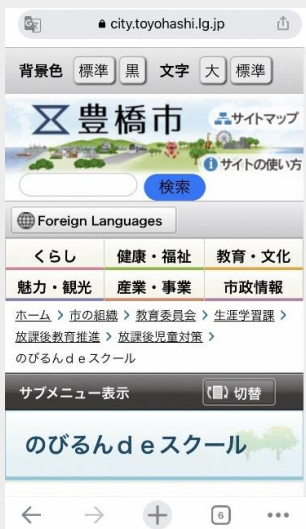 city.toyohashi.lg.jp
背景色 標準 黒 文字 大 標準
豊橋市
サイトマップ
サイトの使い方
検索
Foreign Languages
くらし 健康・福祉 教育・文化
魅力・観光 産業・事業 市政情報
ホーム > 市の組織 > 教育委員会 > 生涯学習課 >
放課後教育推進 > 放課後児童対策 >
のびるんｄｅスクール
サブメニュー表示 切替
のびるんｄｅスクール
6